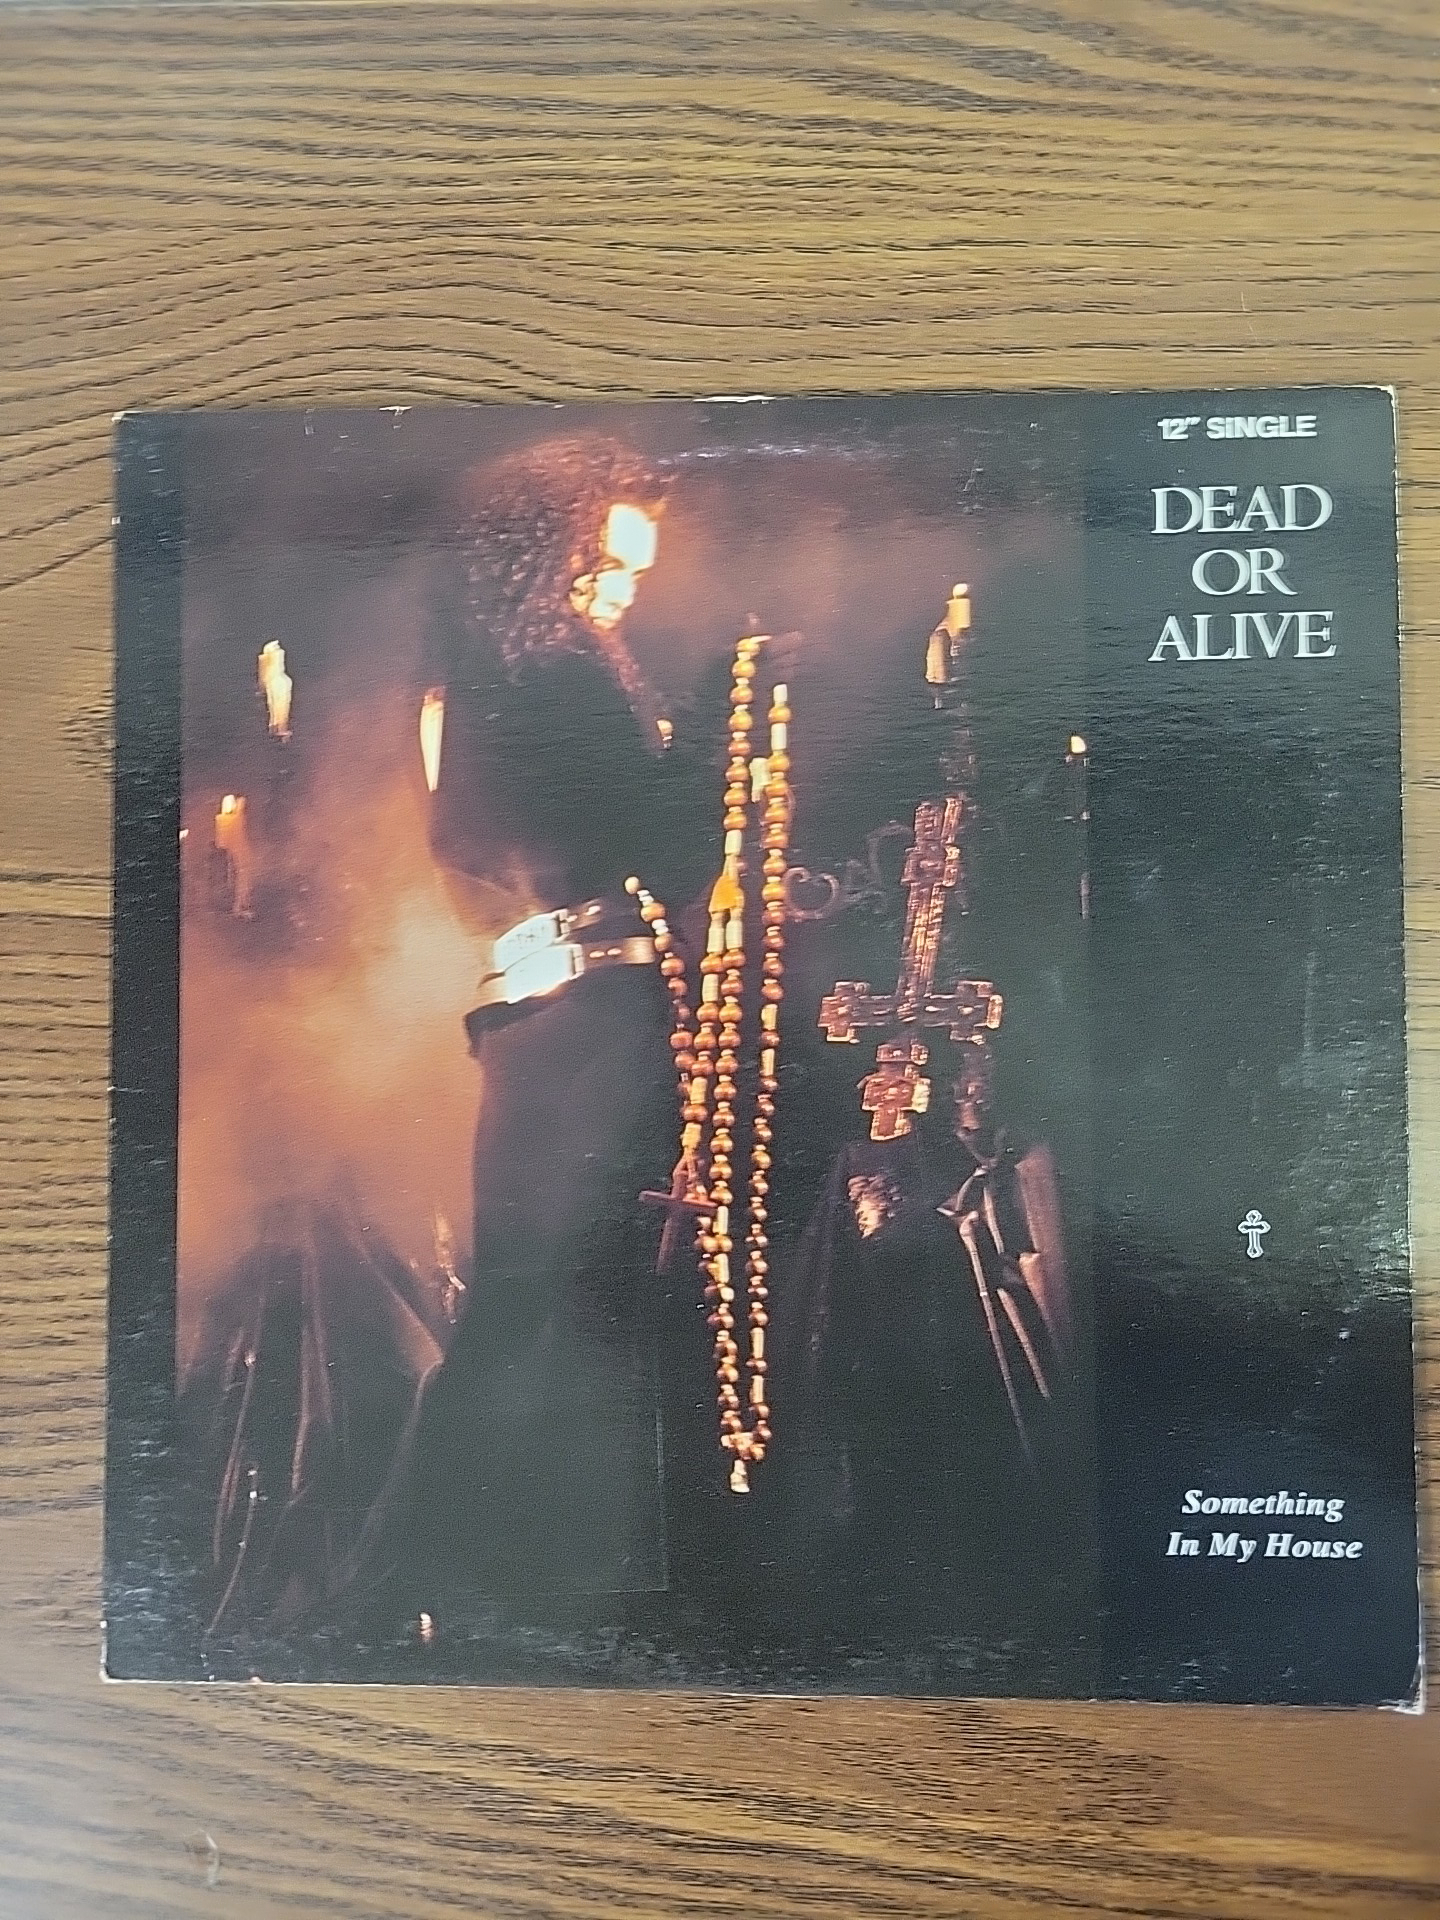 12" SINGLE
DEAD
OR
ALIVE
Something
In My House